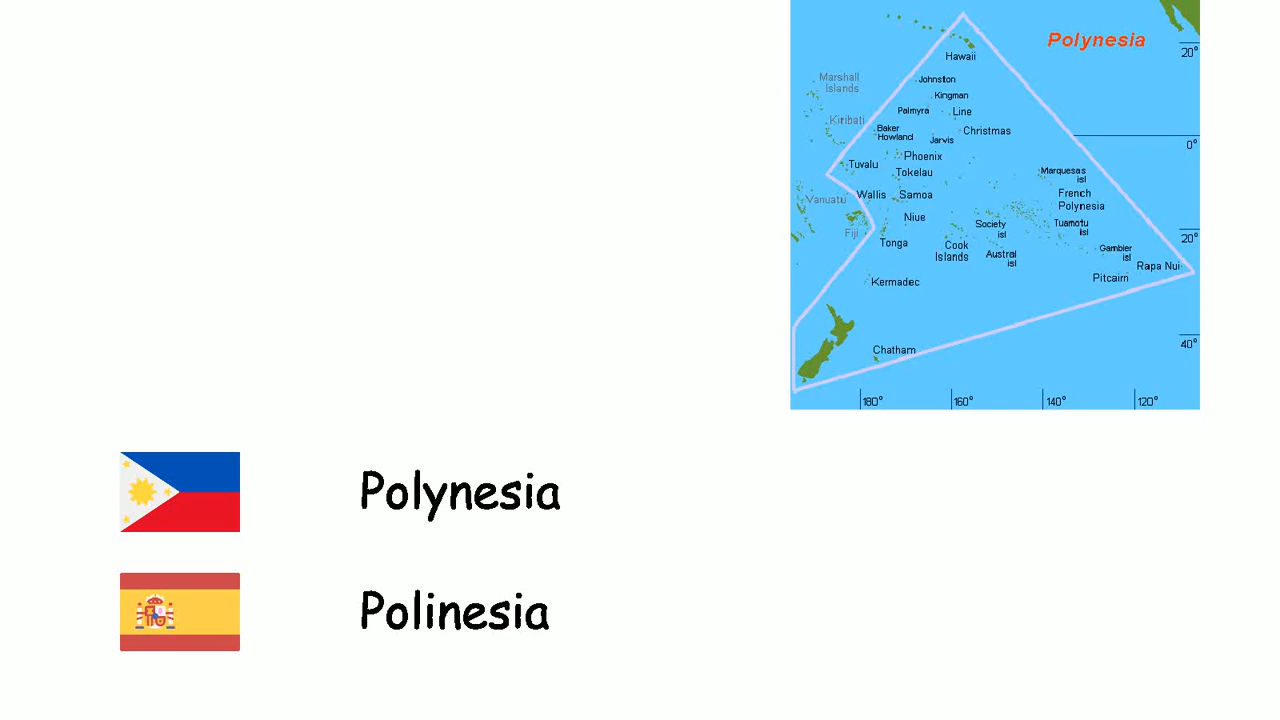 Polynesia
20°
Hawaii
Marshall
Islands
Johnston
Kingman
Palmyra
Line
Kiribati
Baker
Howland
Christmas
Jarvis
0°
Phoenix
Tuvalu
Tokelau
Marquesas
isl
Wallis
Samoa
French
Polynesia
Vanuatu
Niue
Society
isl
Tuamotu
isl
Fiji
20°
Tonga
Cook
Islands
Austral
isl
Gambier
isl
Rapa Nui
Pitcairn
Kermadec
40°
Chatham
180°
160°
140°
120°
Polynesia
Polinesia